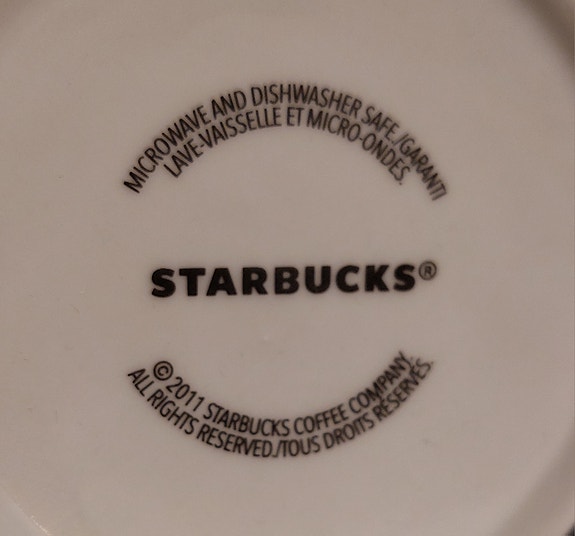 MICROWAVE AND DISHWASHER SAFE./GARANTI
LAVE-VAISSELLE ET MICRO-ONDES.
STARBUCKS®
© 2011 STARBUCKS COFFEE COMPANY.
ALL RIGHTS RESERVED./TOUS DROITS RÉSERVÉS.